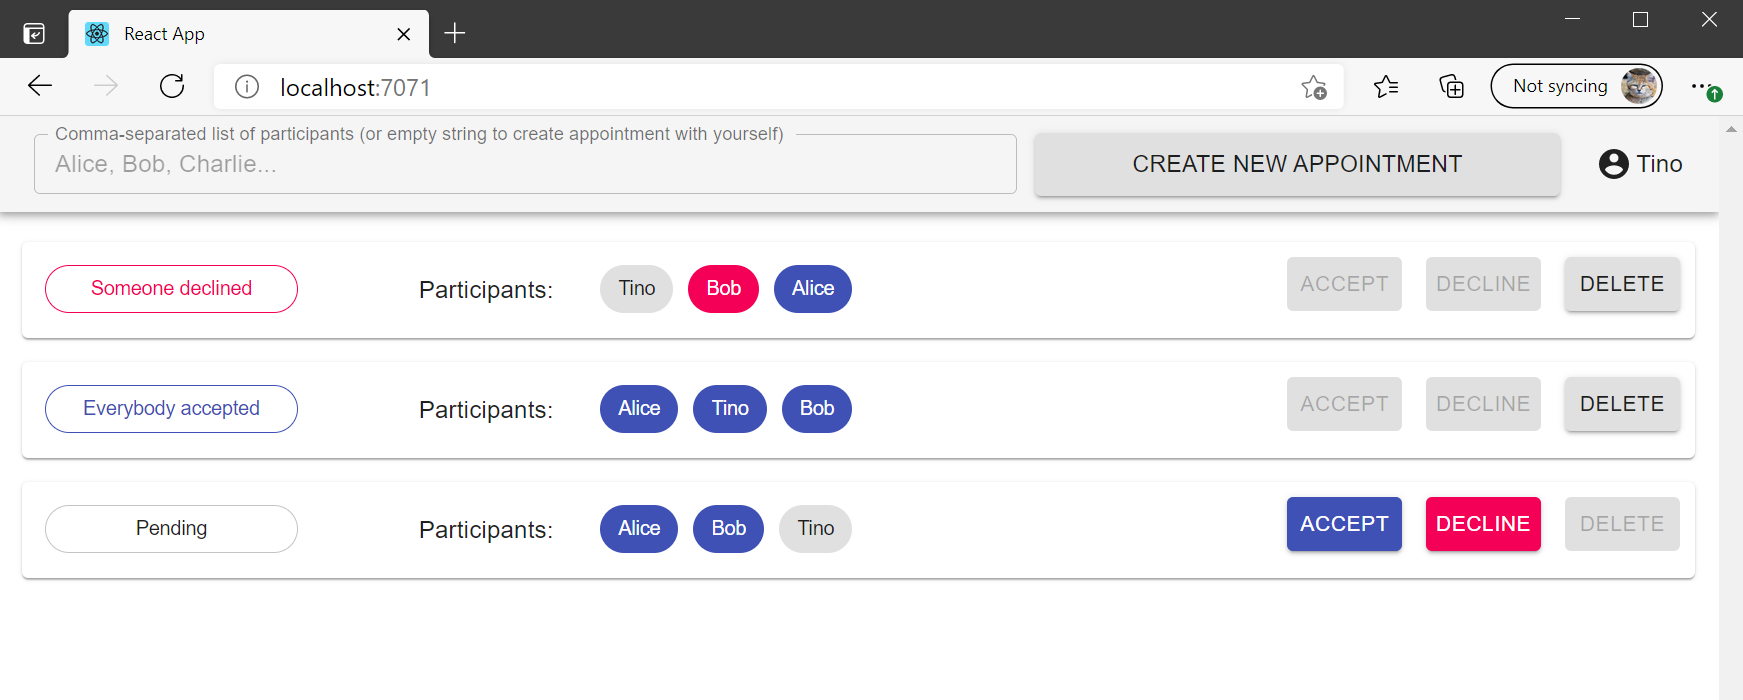 React App
localhost:7071
Not syncing
Comma-separated list of participants (or empty string to create appointment with yourself)
Alice, Bob, Charlie...
CREATE NEW APPOINTMENT
Tino
Someone declined Participants: Tino Bob Alice ACCEPT DECLINE DELETE
Everybody accepted Participants: Alice Tino Bob ACCEPT DECLINE DELETE
Pending Participants: Alice Bob Tino ACCEPT DECLINE DELETE